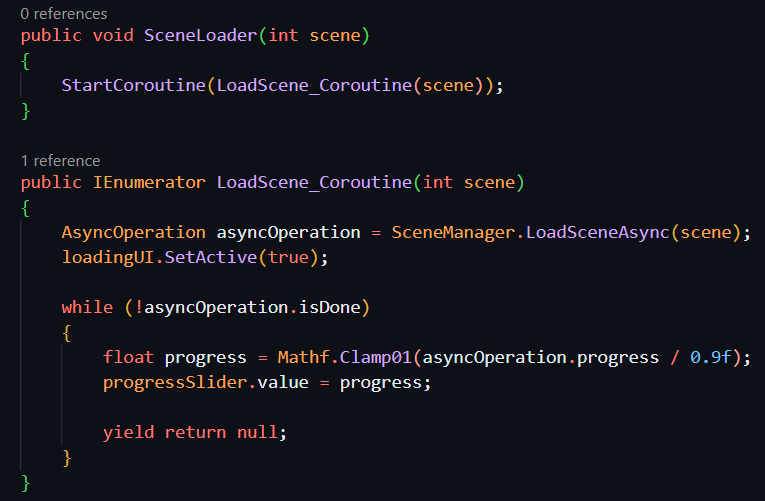 0 references
public void SceneLoader(int scene)
{
    StartCoroutine(LoadScene_Coroutine(scene));
}
1 reference
public IEnumerator LoadScene_Coroutine(int scene)
{
    AsyncOperation asyncOperation = SceneManager.LoadSceneAsync(scene);
    loadingUI.SetActive(true);
    while (!asyncOperation.isDone)
    {
        float progress = Mathf.Clamp01(asyncOperation.progress / 0.9f);
        progressSlider.value = progress;
        yield return null;
    }
}